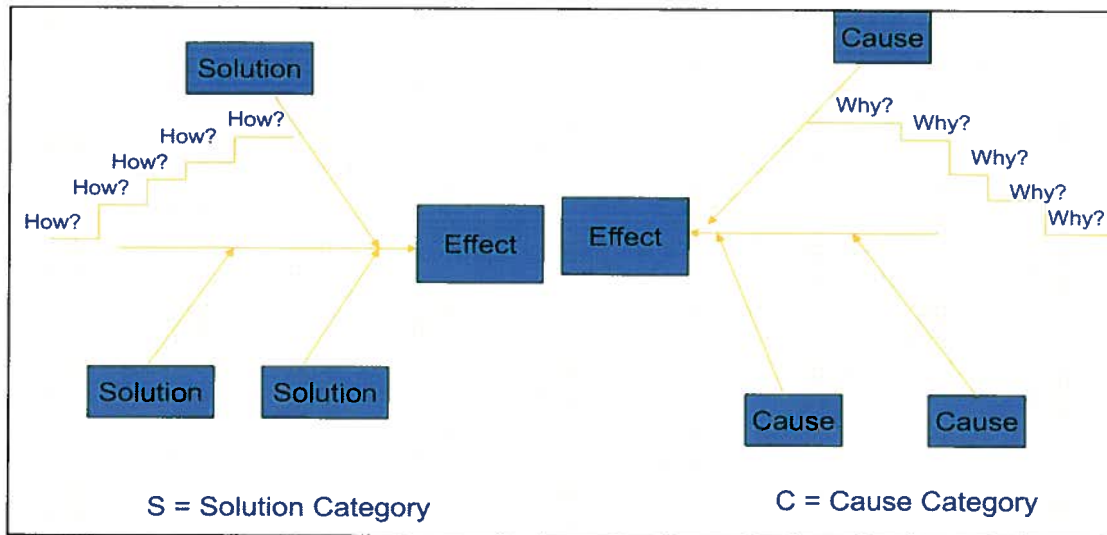 Solution
How?
How?
How?
How?
How?
Effect
Solution
Solution
S = Solution Category
Cause
Why?
Why?
Why?
Why?
Why?
Effect
Cause
Cause
C = Cause Category